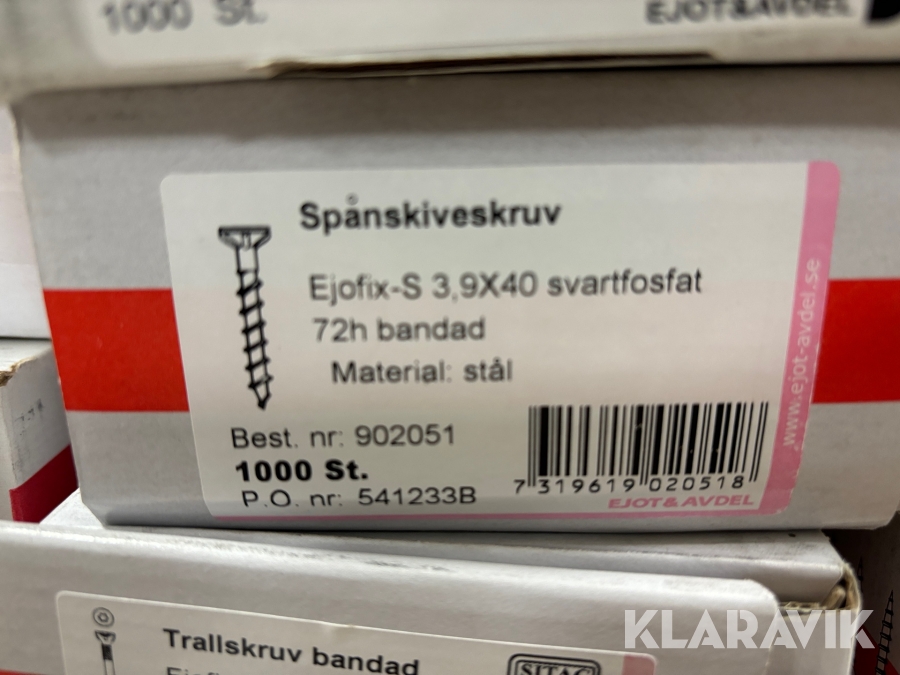 1000 St.
EJOT&AVDEL
Spånskiveskruv
Ejofix-S 3,9X40 svartfosfat
72h bandad
Material: stål
Best. nr: 902051
1000 St.
P.O. nr: 541233B
7 319619 020518
EJOT&AVDEL
www.ejot-avdel.se
Trallskruv bandad
SITAC
KLARAVIK